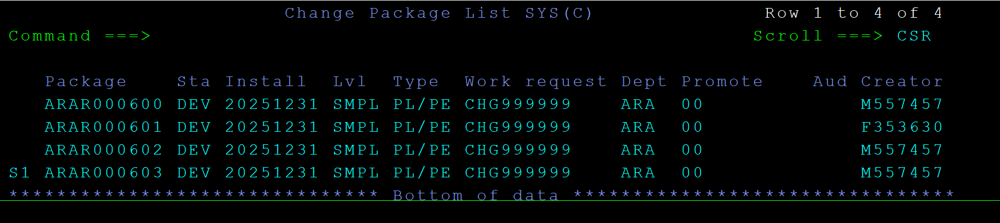 Change Package List SYS(C) Row 1 to 4 of 4
Command ===> Scroll ===> CSR
Package Sta Install Lvl Type Work request Dept Promote Aud Creator
ARAR000600 DEV 20251231 SMPL PL/PE CHG999999 ARA 00 M557457
ARAR000601 DEV 20251231 SMPL PL/PE CHG999999 ARA 00 F353630
ARAR000602 DEV 20251231 SMPL PL/PE CHG999999 ARA 00 M557457
S1 ARAR000603 DEV 20251231 SMPL PL/PE CHG999999 ARA 00 M557457
******************************* Bottom of data ********************************